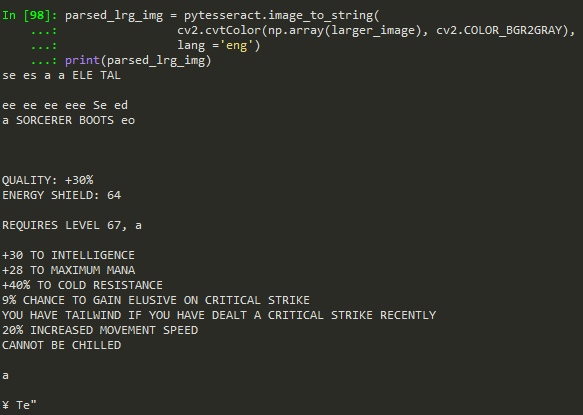 In [98]: parsed_lrg_img = pytesseract.image_to_string(
...: cv2.cvtColor(np.array(larger_image), cv2.COLOR_BGR2GRAY),
...: lang ='eng')
...: print(parsed_lrg_img)
se es a a ELE TAL
ee ee ee eee Se ed
a SORCERER BOOTS eo
QUALITY: +30%
ENERGY SHIELD: 64
REQUIRES LEVEL 67, a
+30 TO INTELLIGENCE
+28 TO MAXIMUM MANA
+40% TO COLD RESISTANCE
9% CHANCE TO GAIN ELUSIVE ON CRITICAL STRIKE
YOU HAVE TAILWIND IF YOU HAVE DEALT A CRITICAL STRIKE RECENTLY
20% INCREASED MOVEMENT SPEED
CANNOT BE CHILLED
a
¥ Te"